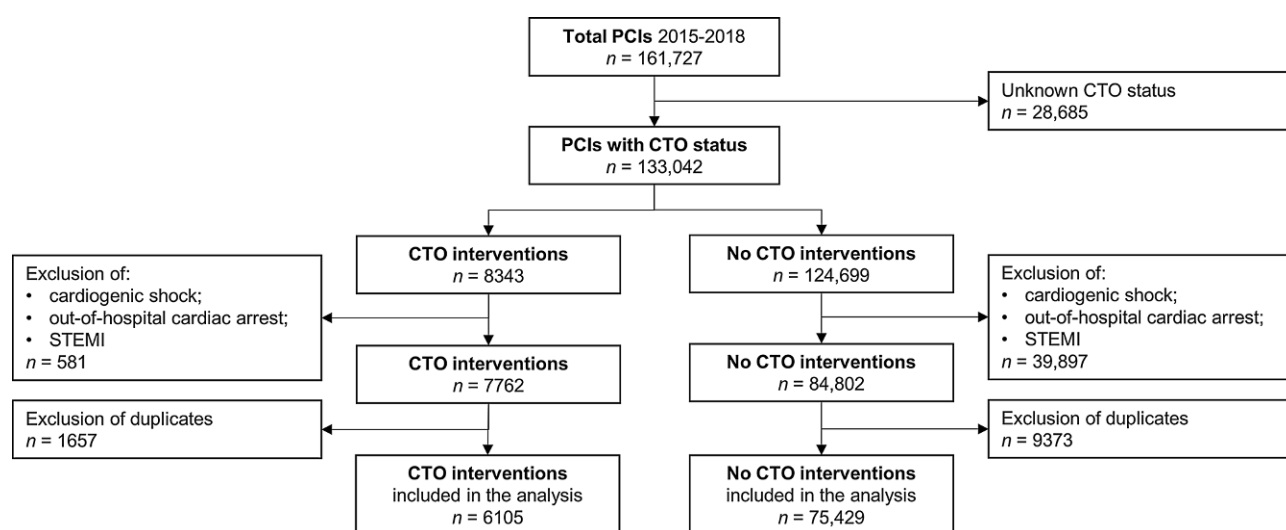 Total PCIs 2015-2018
n = 161,727
Unknown CTO status
n = 28,685
PCIs with CTO status
n = 133,042
CTO interventions
n = 8343
No CTO interventions
n = 124,699
Exclusion of:
• cardiogenic shock;
• out-of-hospital cardiac arrest;
• STEMI
n = 581
Exclusion of:
• cardiogenic shock;
• out-of-hospital cardiac arrest;
• STEMI
n = 39,897
CTO interventions
n = 7762
No CTO interventions
n = 84,802
Exclusion of duplicates
n = 1657
Exclusion of duplicates
n = 9373
CTO interventions
included in the analysis
n = 6105
No CTO interventions
included in the analysis
n = 75,429